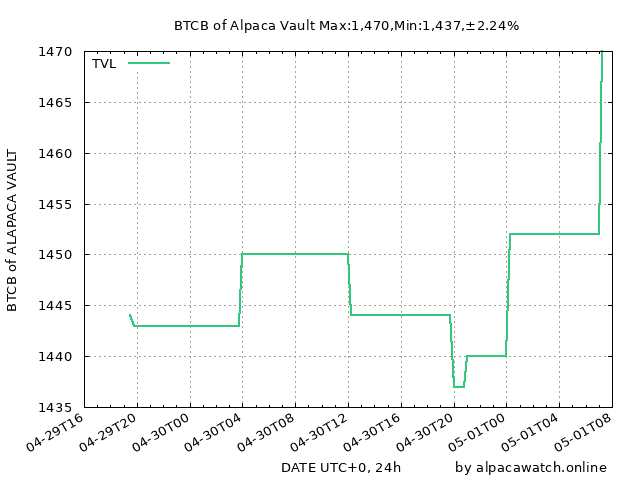 BTCB of Alpaca Vault Max:1,470,Min:1,437,±2.24%
TVL
1470
1465
1460
1455
1450
1445
1440
1435
BTCB of ALAPACA VAULT
04-29T16
04-29T20
04-30T00
04-30T04
04-30T08
04-30T12
04-30T16
04-30T20
05-01T00
05-01T04
05-01T08
DATE UTC+0, 24h
by alpacawatch.online